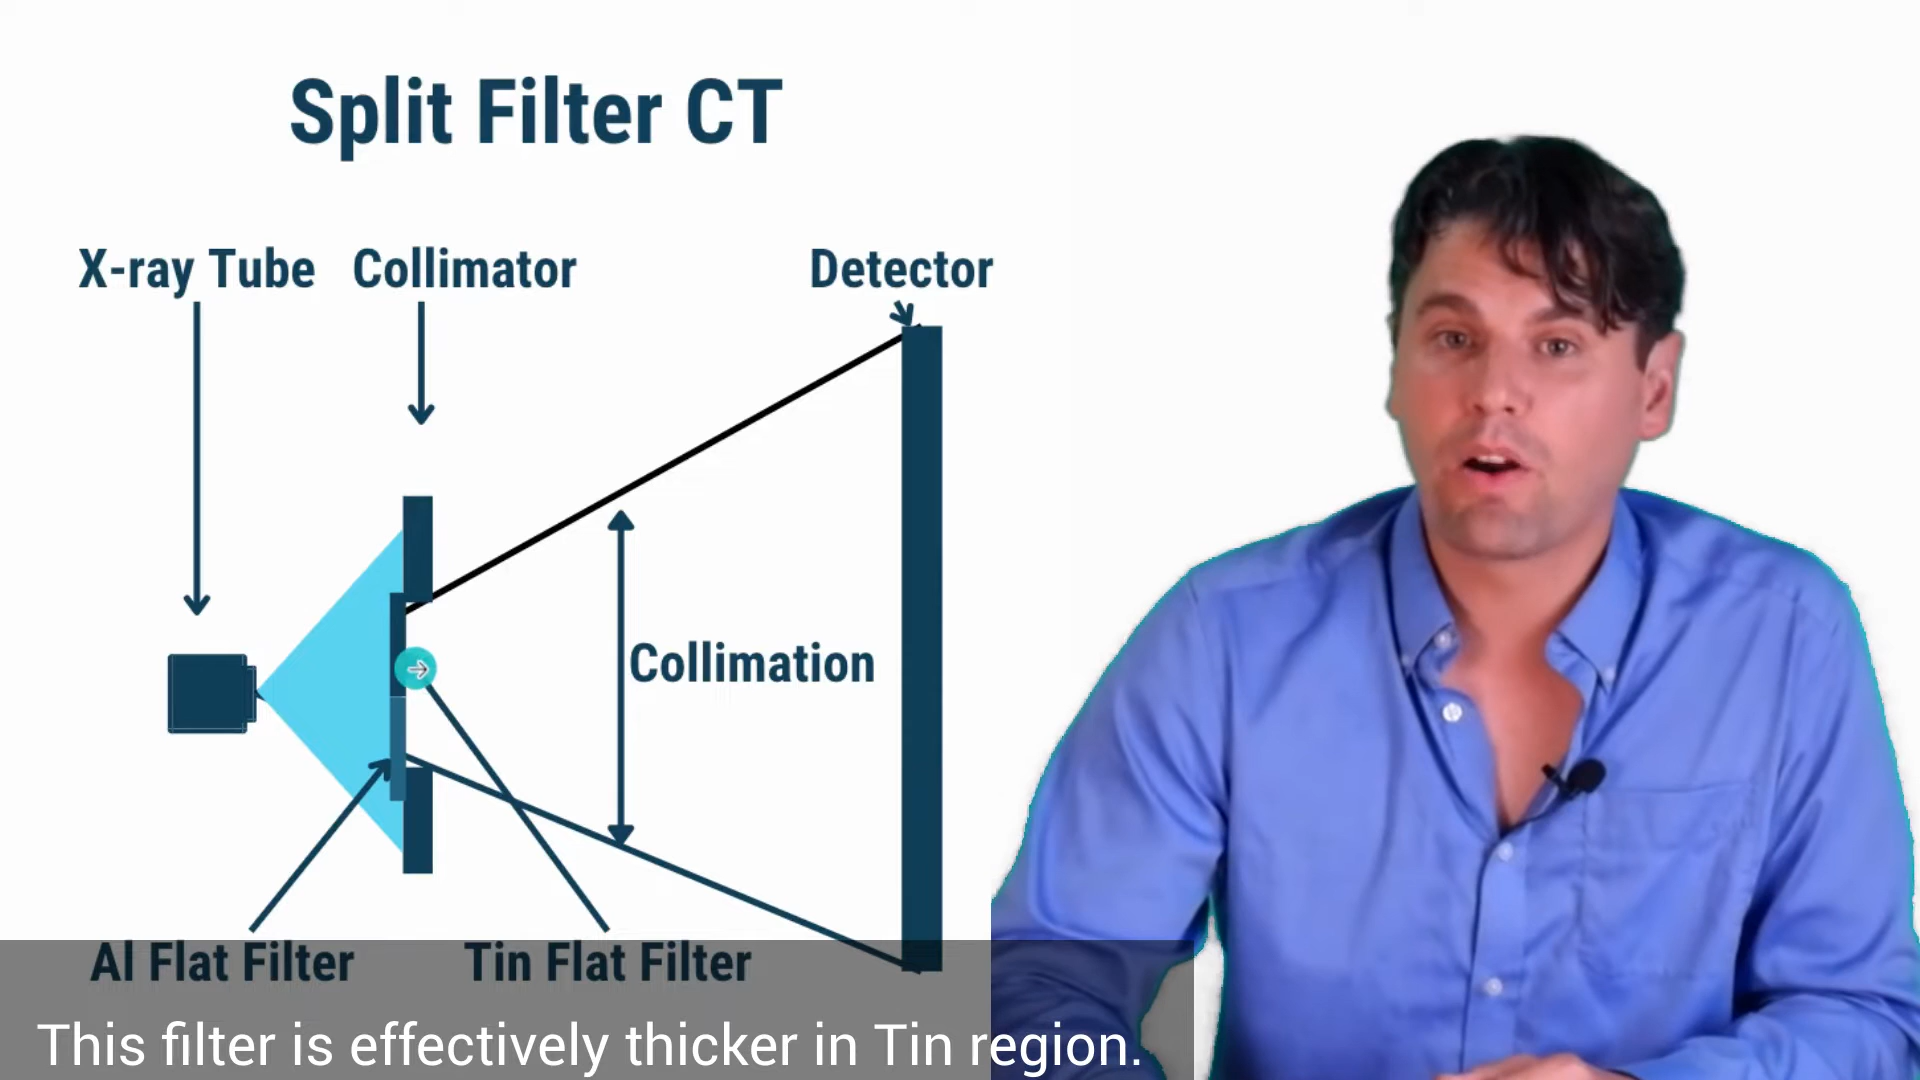 Split Filter CT
X-ray Tube Collimator Detector
Collimation
Al Flat Filter Tin Flat Filter
This filter is effectively thicker in Tin region.